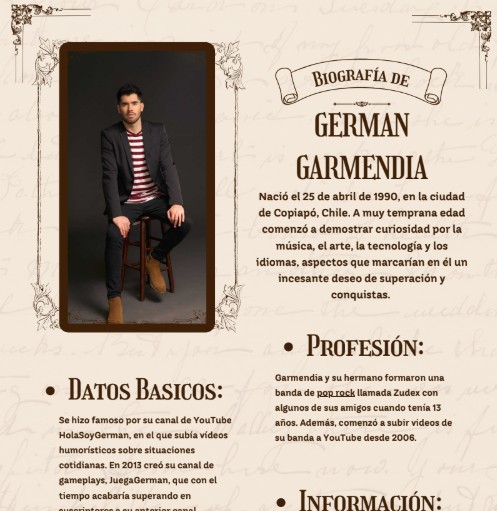 BIOGRAFÍA DE
GERMAN
GARMENDIA
Nació el 25 de abril de 1990, en la ciudad
de Copiapó, Chile. A muy temprana edad
comenzó a demostrar curiosidad por la
música, el arte, la tecnología y los
idiomas, aspectos que marcarían en él un
incesante deseo de superación y
conquistas.
• PROFESIÓN:
Garmendia y su hermano formaron una
banda de pop rock llamada Zudex con
algunos de sus amigos cuando tenía 13
años. Además, comenzó a subir videos de
su banda a YouTube desde 2006.
• DATOS BASICOS:
Se hizo famoso por su canal de YouTube
HolaSoyGerman, en el que subía vídeos
humorísticos sobre situaciones
cotidianas. En 2013 creó su canal de
gameplays, JuegaGerman, que con el
tiempo acabaría superando en
suscriptores a su anterior canal
• INFORMACIÓN: